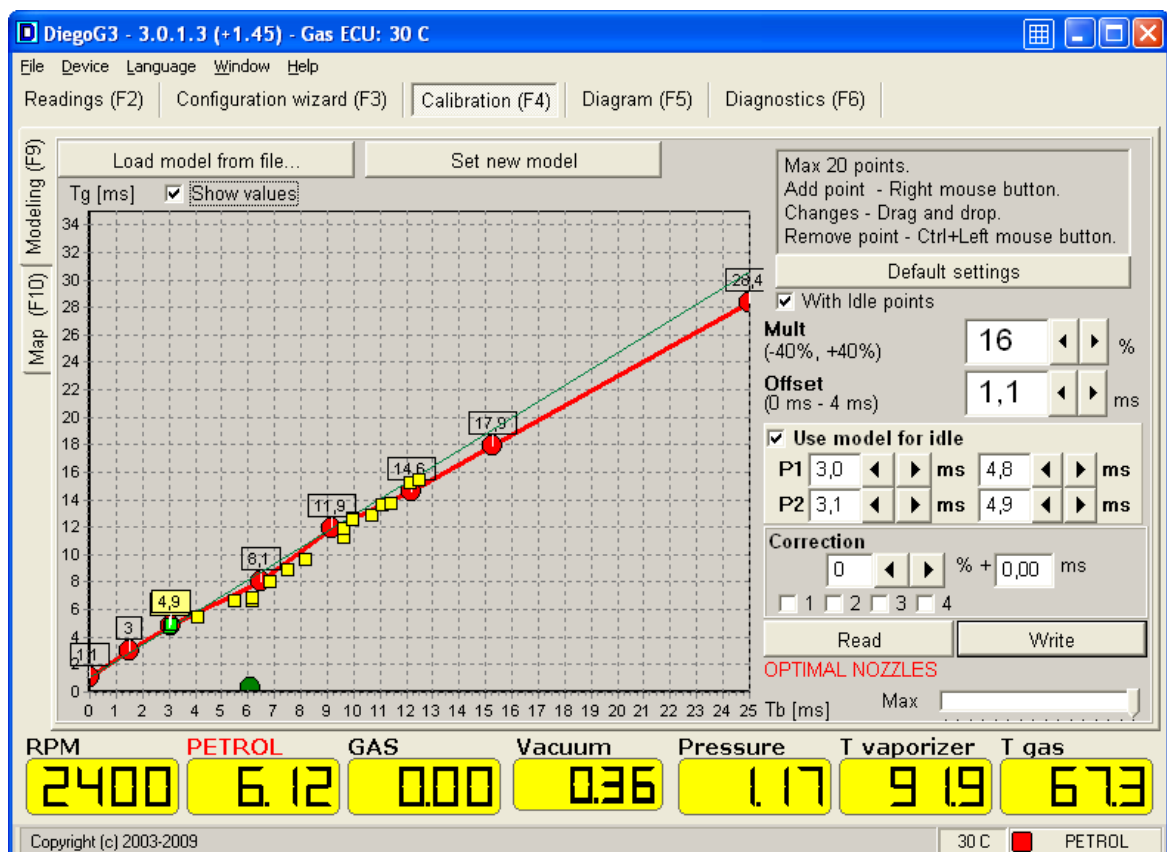 DiegoG3 - 3.0.1.3 (+1.45) - Gas ECU: 30 C
File Device Language Window Help
Readings (F2) Configuration wizard (F3) Calibration (F4) Diagram (F5) Diagnostics (F6)
Modeling (F9)
Map (F10)
Load model from file... Set new model
Tg [ms] Show values
34
32
30
28
26
24
22
20
18
16
14
12
10
8
6
4
2
0
28,4
17,9
14,6
11,9
8,1
4,9
3
1,1
0 1 2 3 4 5 6 7 8 9 10 11 12 13 14 15 16 17 18 19 20 21 22 23 24 25 Tb [ms]
Max 20 points.
Add point - Right mouse button.
Changes - Drag and drop.
Remove point - Ctrl+Left mouse button.
Default settings
With Idle points
Mult
(-40%, +40%) 16 %
Offset
(0 ms - 4 ms) 1,1 ms
Use model for idle
P1 3,0 ms 4,8 ms
P2 3,1 ms 4,9 ms
Correction
0 % + 0,00 ms
1 2 3 4
Read Write
OPTIMAL NOZZLES
Max
RPM PETROL GAS Vacuum Pressure T vaporizer T gas
2400 6.12 0.00 0.36 1.17 91.9 67.3
Copyright (c) 2003-2009 30 C PETROL